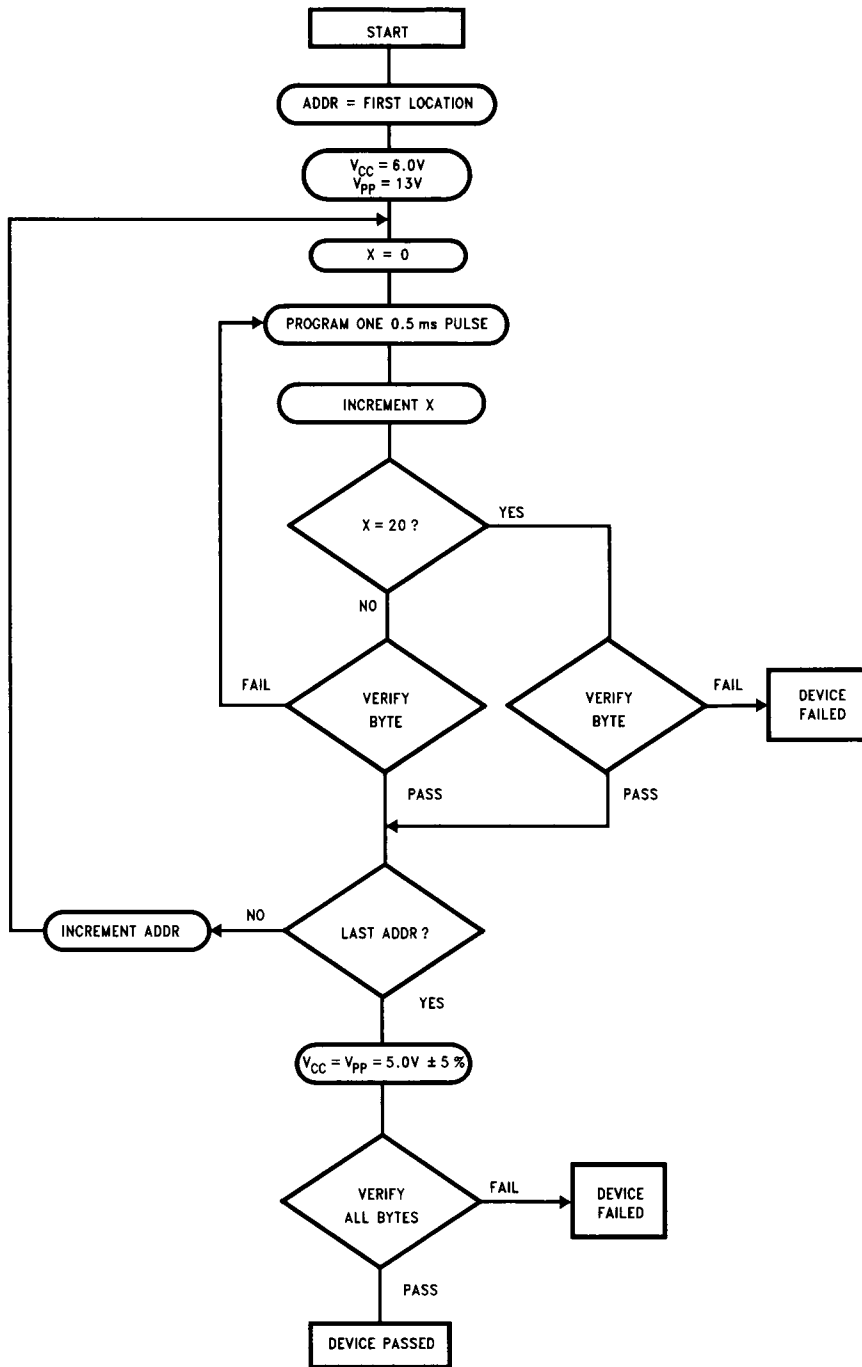 START
ADDR = FIRST LOCATION
VCC = 6.0V
VPP = 13V
X = 0
PROGRAM ONE 0.5 ms PULSE
INCREMENT X
X = 20 ?
YES
NO
FAIL
VERIFY
BYTE
VERIFY
BYTE
FAIL
DEVICE
FAILED
PASS
PASS
INCREMENT ADDR
NO
LAST ADDR ?
YES
VCC = VPP = 5.0V ± 5 %
VERIFY
ALL BYTES
FAIL
DEVICE
FAILED
PASS
DEVICE PASSED